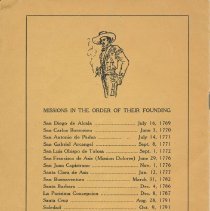 MISSIONS IN THE ORDER OF THEIR FOUNDING
San Diego de Alcala July 16, 1769
San Carlos Borromeo June 3, 1770
San Antonio de Padua July 14, 1771
San Gabriel Arcangel Sept. 8, 1771
San Luis Obispo de Tolosa Sept. 1, 1772
San Francisco de Asis (Mission Dolores) June 29, 1776
San Juan Capistrano Nov. 1, 1776
Santa Clara de Asis Jan. 12, 1777
San Buenaventura March 31, 1782
Santa Barbara Dec. 4, 1786
La Purisima Concepcion Dec. 8, 1787
Santa Cruz Aug. 28, 1791
Soledad Oct. 9, 1791